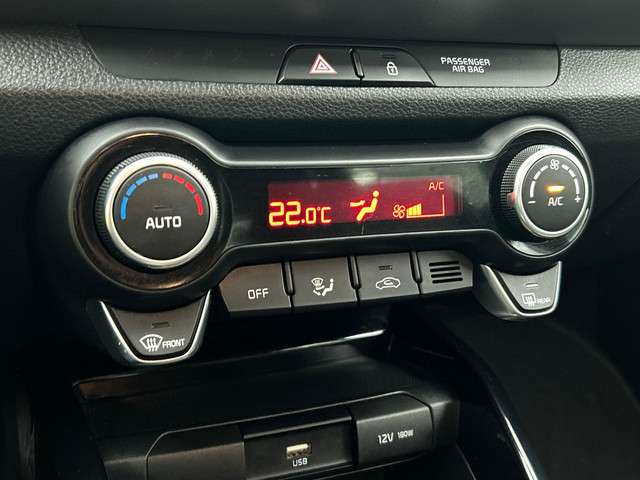 PASSENGER
AIR BAG
A/C
AUTO
22.0°C
A/C
OFF
FRONT
REAR
USB
12V 180W